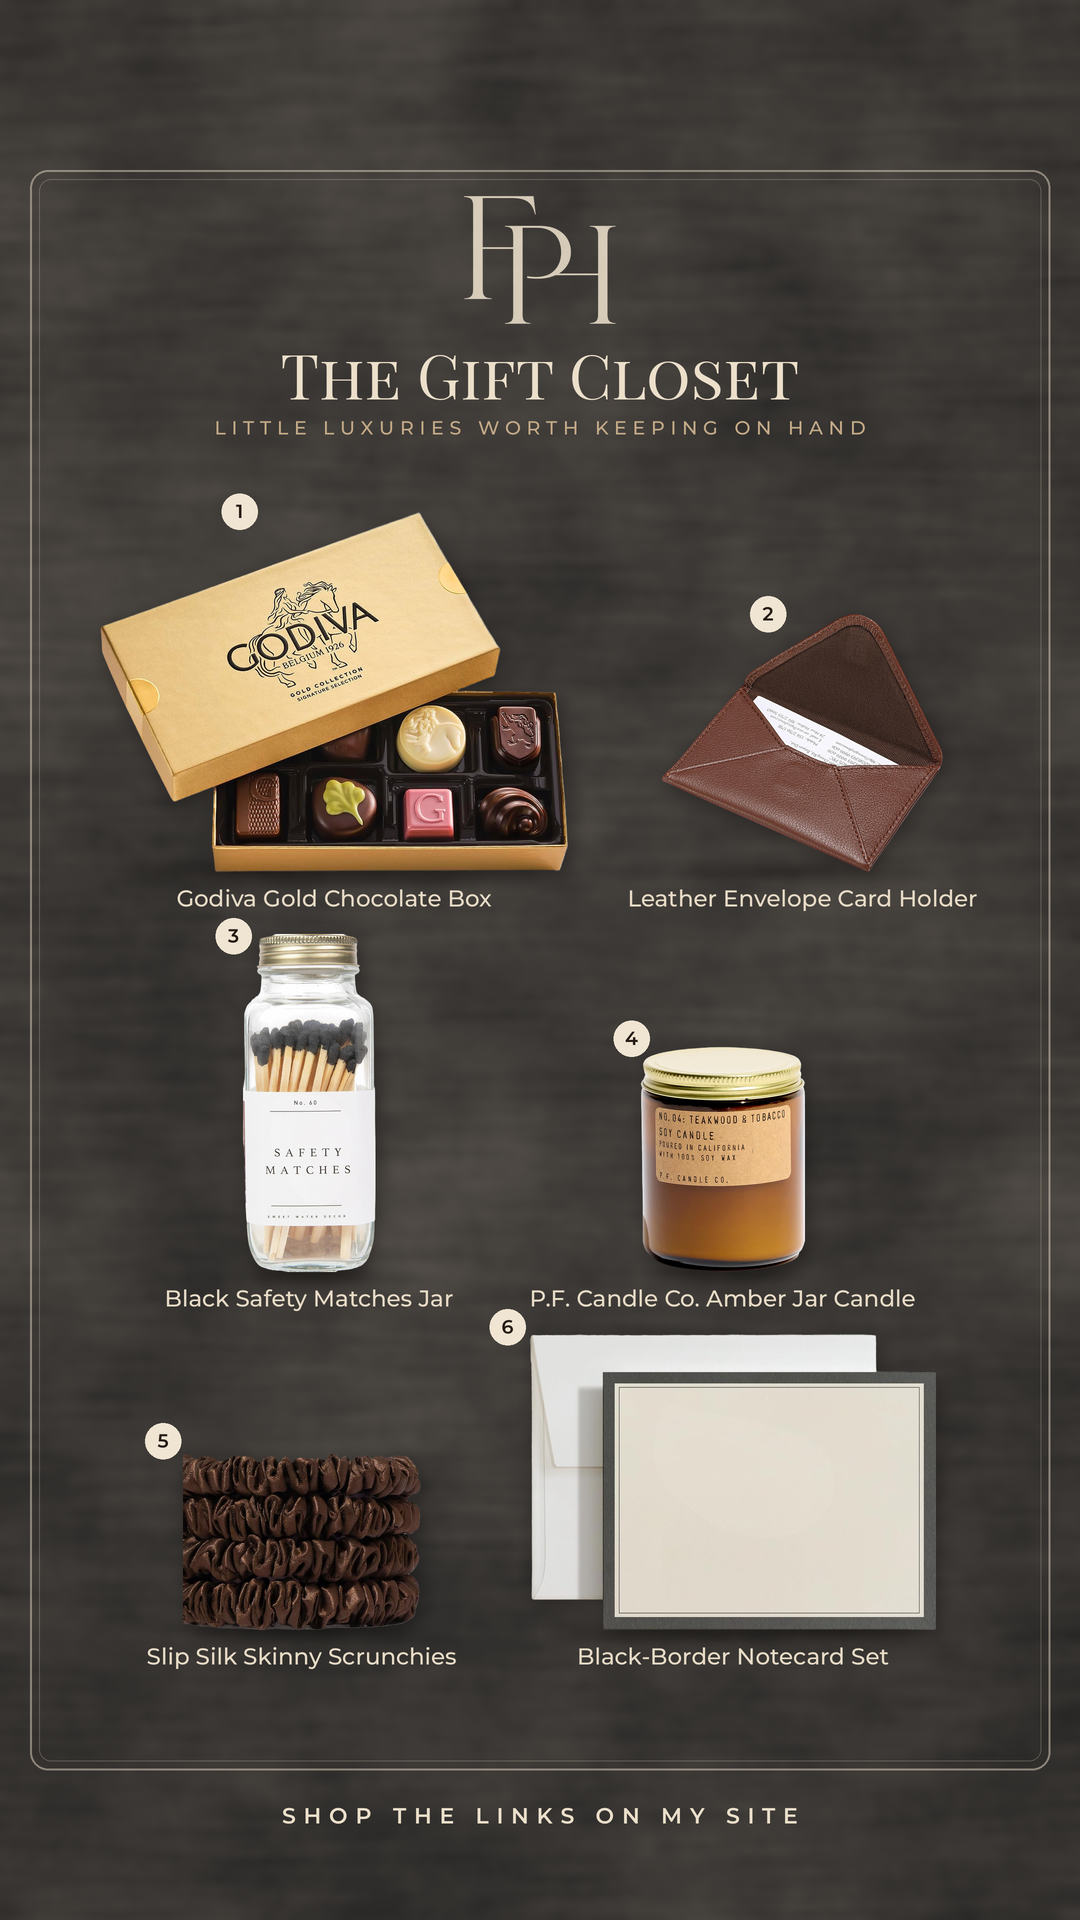 FPH
THE GIFT CLOSET
LITTLE LUXURIES WORTH KEEPING ON HAND
1
GODIVA
BELGIUM 1926
GOLD COLLECTION
SIGNATURE SELECTION
G
Godiva Gold Chocolate Box
2
Leather Envelope Card Holder
3
No. 60
SAFETY
MATCHES
SWEET WATER DECOR
Black Safety Matches Jar
4
NO. 04: TEAKWOOD & TOBACCO
SOY CANDLE
POURED IN CALIFORNIA
WITH 100% SOY WAX
P.F. CANDLE CO.
P.F. Candle Co. Amber Jar Candle
5
Slip Silk Skinny Scrunchies
6
Black-Border Notecard Set
SHOP THE LINKS ON MY SITE